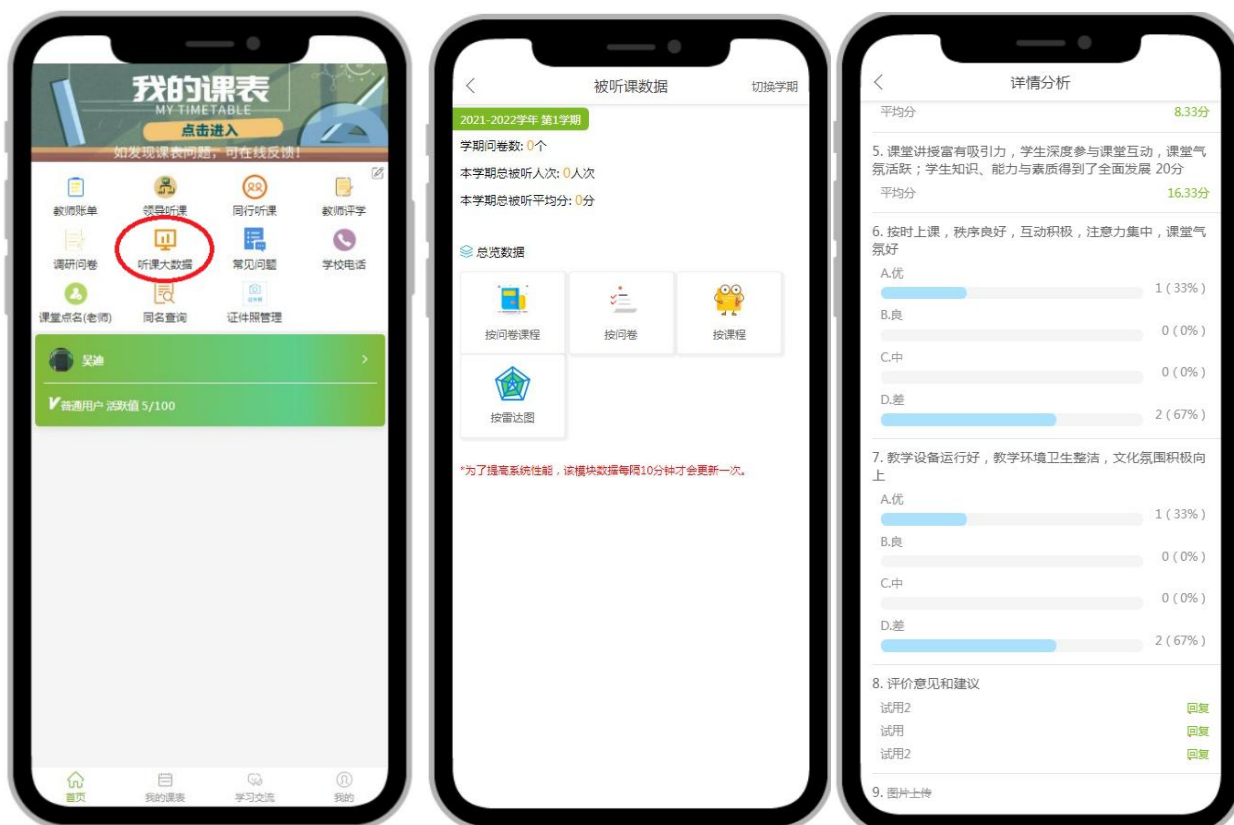 我的课表
MY TIMETABLE
点击进入
如发现课表问题，可在线反馈!
教师账单
领导听课
同行听课
教师评学
调研问卷
听课大数据
常见问题
学校电话
课堂点名(老师)
同名查询
证件照管理
吴迪
普通用户 活跃值 5/100
首页
我的课表
学习交流
我的
被听课数据
切换学期
2021-2022学年 第1学期
学期问卷数: 0个
本学期总被听人次: 0人次
本学期总被听平均分: 0分
总览数据
按问卷课程
按问卷
按课程
按雷达图
*为了提高系统性能，该模块数据每隔10分钟才会更新一次。
详情分析
平均分 8.33分
5. 课堂讲授富有吸引力，学生深度参与课堂互动，课堂气
氛活跃；学生知识、能力与素质得到了全面发展 20分
平均分 16.33分
6. 按时上课，秩序良好，互动积极，注意力集中，课堂气
氛好
A.优
1 ( 33% )
B.良
0 ( 0% )
C.中
0 ( 0% )
D.差
2 ( 67% )
7. 教学设备运行好，教学环境卫生整洁，文化氛围积极向
上
A.优
1 ( 33% )
B.良
0 ( 0% )
C.中
0 ( 0% )
D.差
2 ( 67% )
8. 评价意见和建议
试用2 回复
试用 回复
试用2 回复
9. 图片上传